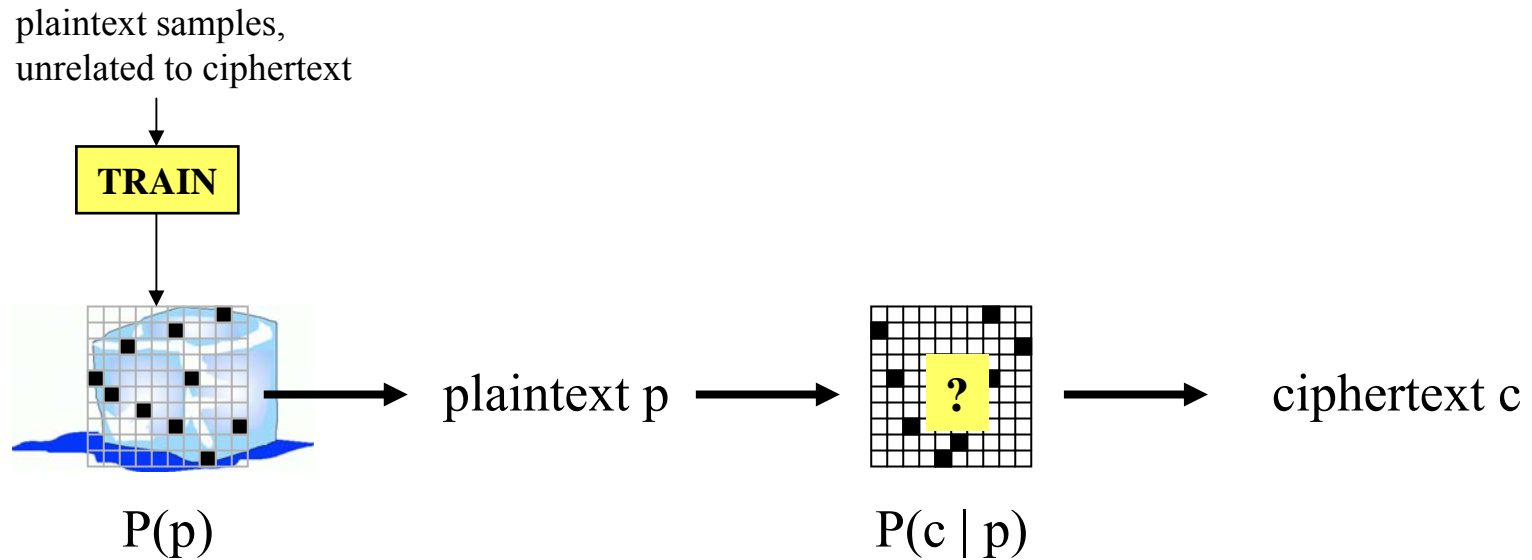 plaintext samples,
unrelated to ciphertext
TRAIN
plaintext p
?
ciphertext c
P(p)
P(c | p)